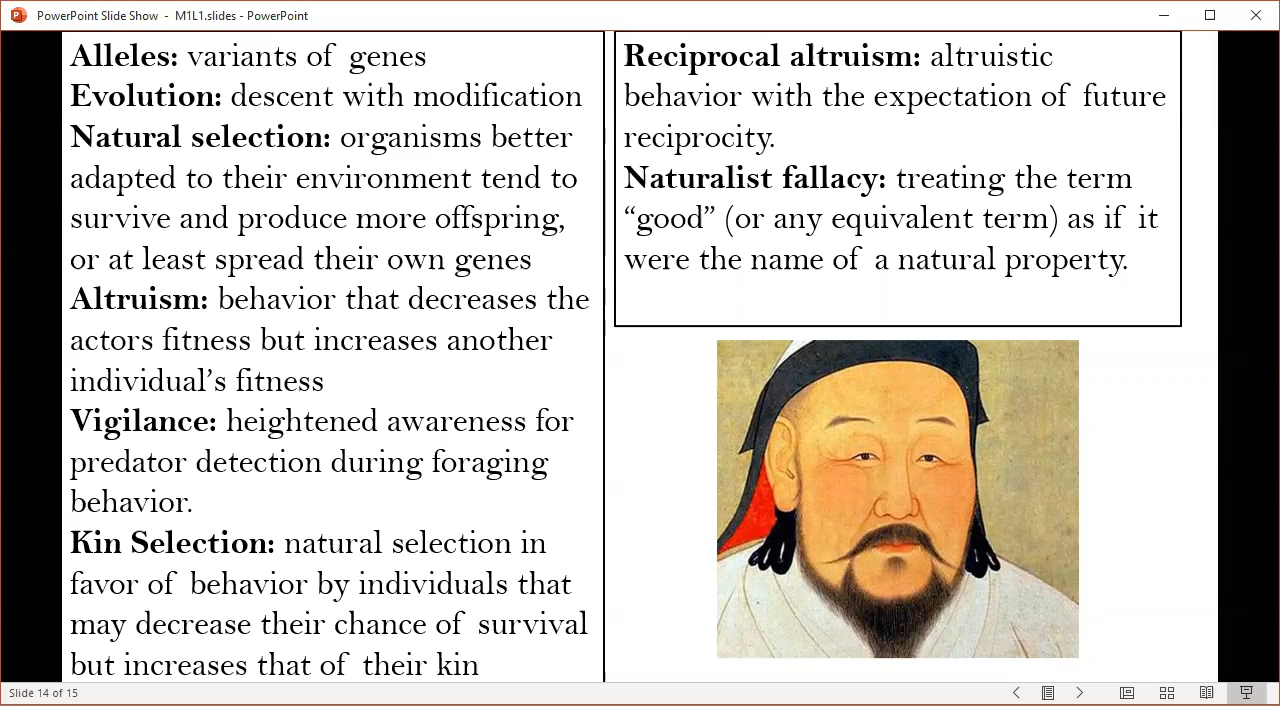 PowerPoint Slide Show - M1L1.slides - PowerPoint
Alleles: variants of genes
Evolution: descent with modification
Natural selection: organisms better
adapted to their environment tend to
survive and produce more offspring,
or at least spread their own genes
Altruism: behavior that decreases the
actors fitness but increases another
individual’s fitness
Vigilance: heightened awareness for
predator detection during foraging
behavior.
Kin Selection: natural selection in
favor of behavior by individuals that
may decrease their chance of survival
but increases that of their kin
Reciprocal altruism: altruistic
behavior with the expectation of future
reciprocity.
Naturalist fallacy: treating the term
“good” (or any equivalent term) as if it
were the name of a natural property.
Slide 14 of 15